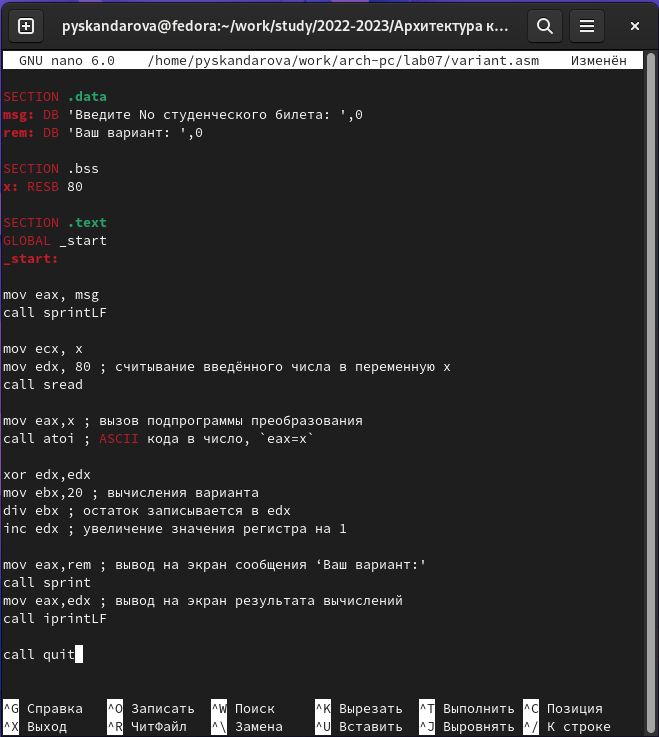 pyskandarova@fedora:~/work/study/2022-2023/Архитектура к...
GNU nano 6.0 /home/pyskandarova/work/arch-pc/lab07/variant.asm Изменён
SECTION .data
msg: DB 'Введите No студенческого билета: ',0
rem: DB 'Ваш вариант: ',0
SECTION .bss
x: RESB 80
SECTION .text
GLOBAL _start
_start:
mov eax, msg
call sprintLF
mov ecx, x
mov edx, 80 ; считывание введённого числа в переменную x
call sread
mov eax,x ; вызов подпрограммы преобразования
call atoi ; ASCII кода в число, `eax=x`
xor edx,edx
mov ebx,20 ; вычисления варианта
div ebx ; остаток записывается в edx
inc edx ; увеличение значения регистра на 1
mov eax,rem ; вывод на экран сообщения ‘Ваш вариант:'
call sprint
mov eax,edx ; вывод на экран результата вычислений
call iprintLF
call quit
^G Справка ^O Записать ^W Поиск ^K Вырезать ^T Выполнить ^C Позиция
^X Выход ^R ЧитФайл ^\ Замена ^U Вставить ^J Выровнять ^/ К строке